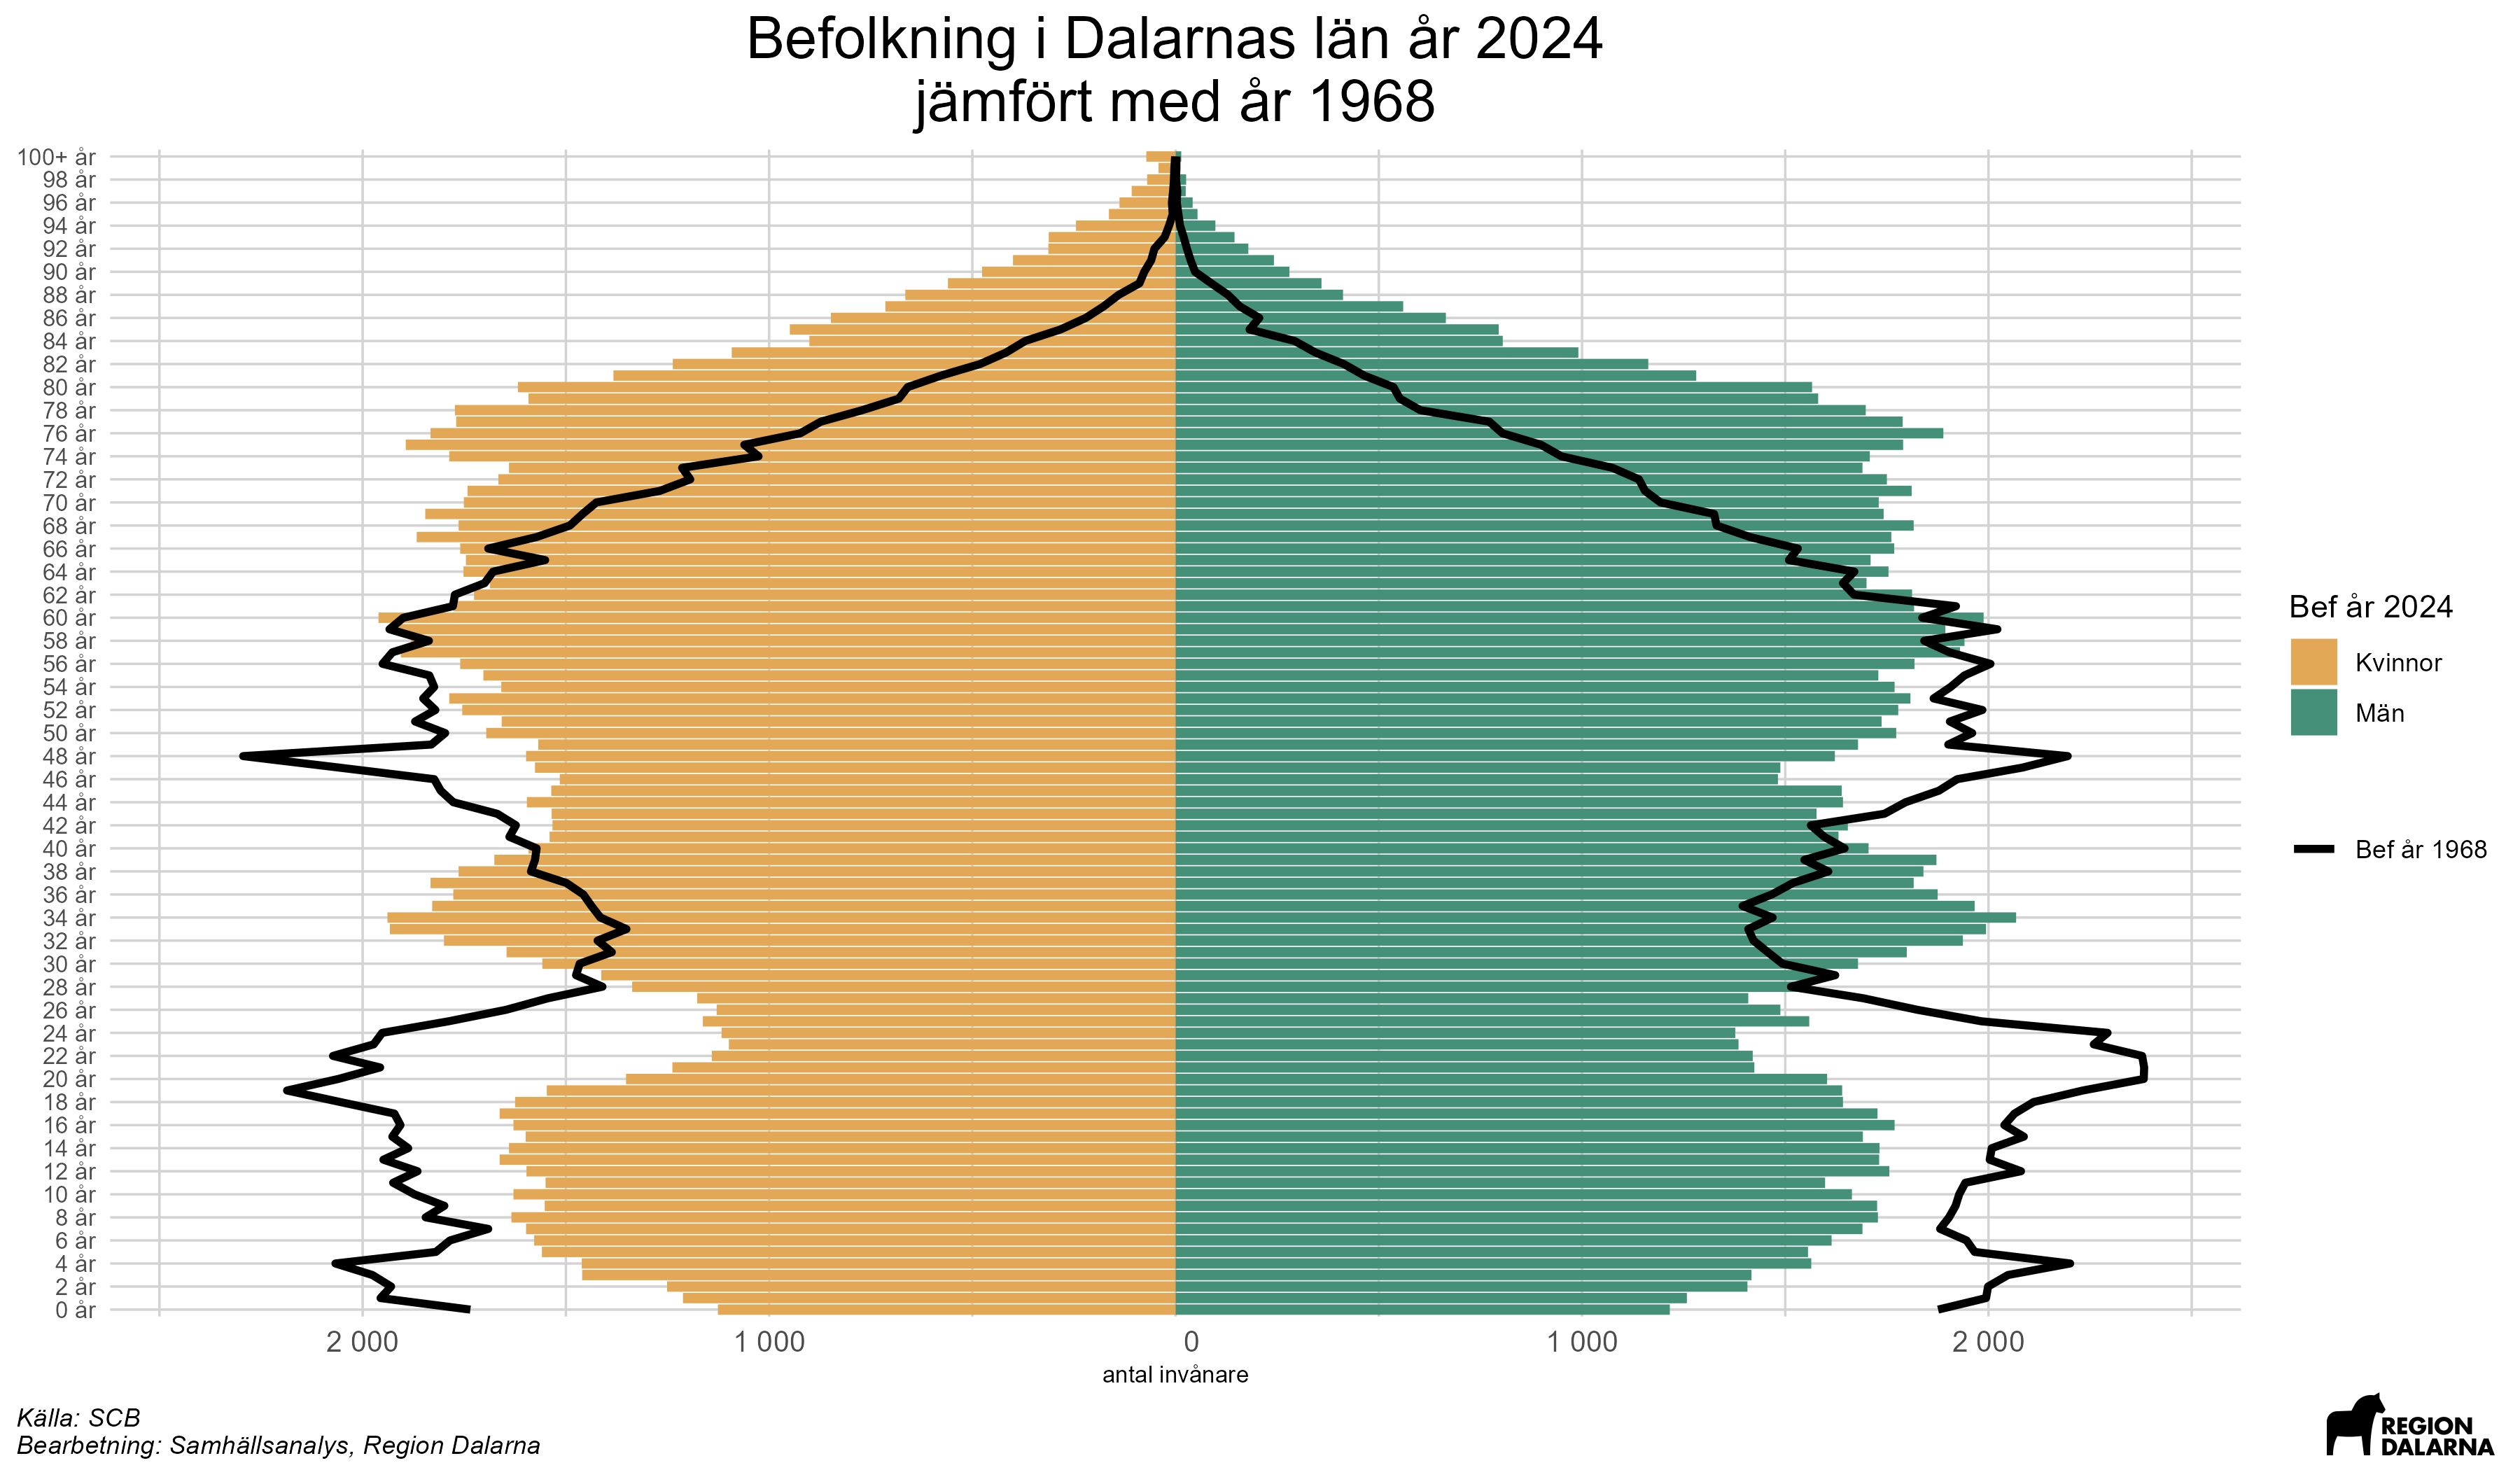 Befolkning i Dalarnas län år 2024
jämfört med år 1968
100+ år
98 år
96 år
94 år
92 år
90 år
88 år
86 år
84 år
82 år
80 år
78 år
76 år
74 år
72 år
70 år
68 år
66 år
64 år
62 år
60 år
58 år
56 år
54 år
52 år
50 år
48 år
46 år
44 år
42 år
40 år
38 år
36 år
34 år
32 år
30 år
28 år
26 år
24 år
22 år
20 år
18 år
16 år
14 år
12 år
10 år
8 år
6 år
4 år
2 år
0 år
2 000 1 000 0 1 000 2 000
antal invånare
Bef år 2024
Kvinnor
Män
Bef år 1968
Källa: SCB
Bearbetning: Samhällsanalys, Region Dalarna
REGION
DALARNA